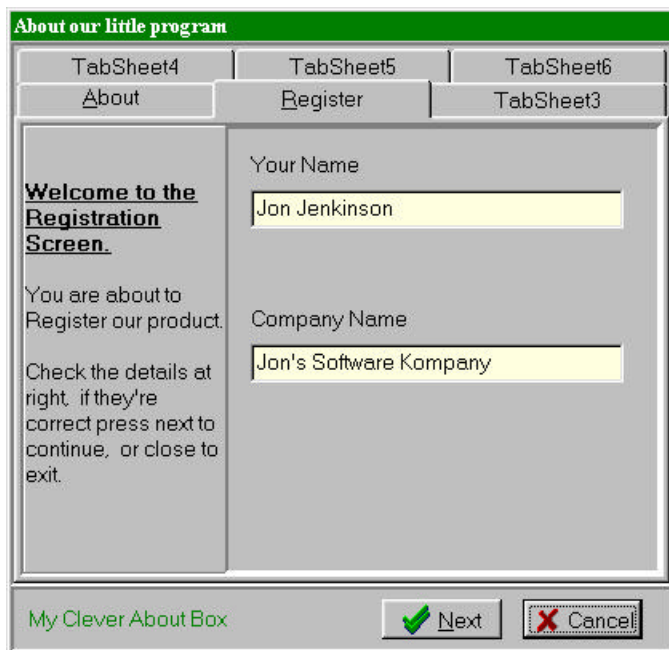 About our little program
TabSheet4 TabSheet5 TabSheet6
About Register TabSheet3
Welcome to the
Registration
Screen.
You are about to
Register our product.
Check the details at
right, if they're
correct press next to
continue, or close to
exit.
Your Name
Jon Jenkinson
Company Name
Jon's Software Kompany
My Clever About Box
Next
Cancel